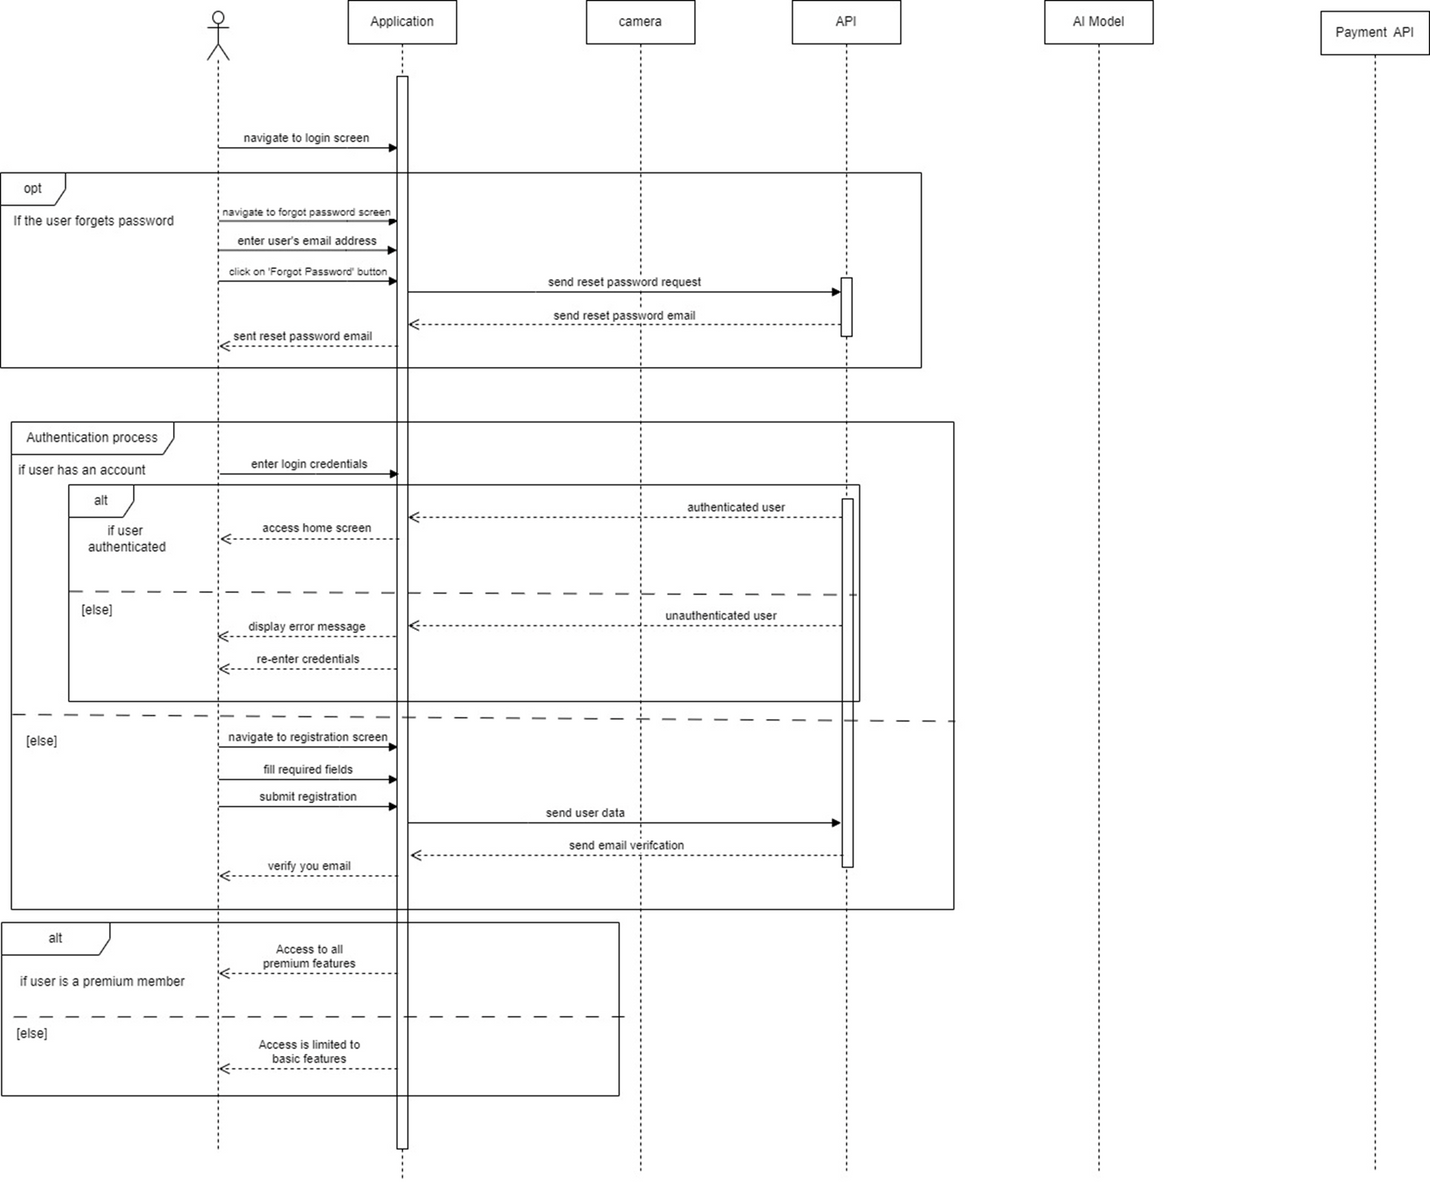 Application
camera
API
AI Model
Payment API
navigate to login screen
opt
If the user forgets password
navigate to forgot password screen
enter user's email address
click on 'Forgot Password' button
send reset password request
send reset password email
sent reset password email
Authentication process
if user has an account
enter login credentials
alt
if user
authenticated
authenticated user
access home screen
[else]
unauthenticated user
display error message
re-enter credentials
[else]
navigate to registration screen
fill required fields
submit registration
send user data
send email verifcation
verify you email
alt
if user is a premium member
Access to all
premium features
[else]
Access is limited to
basic features